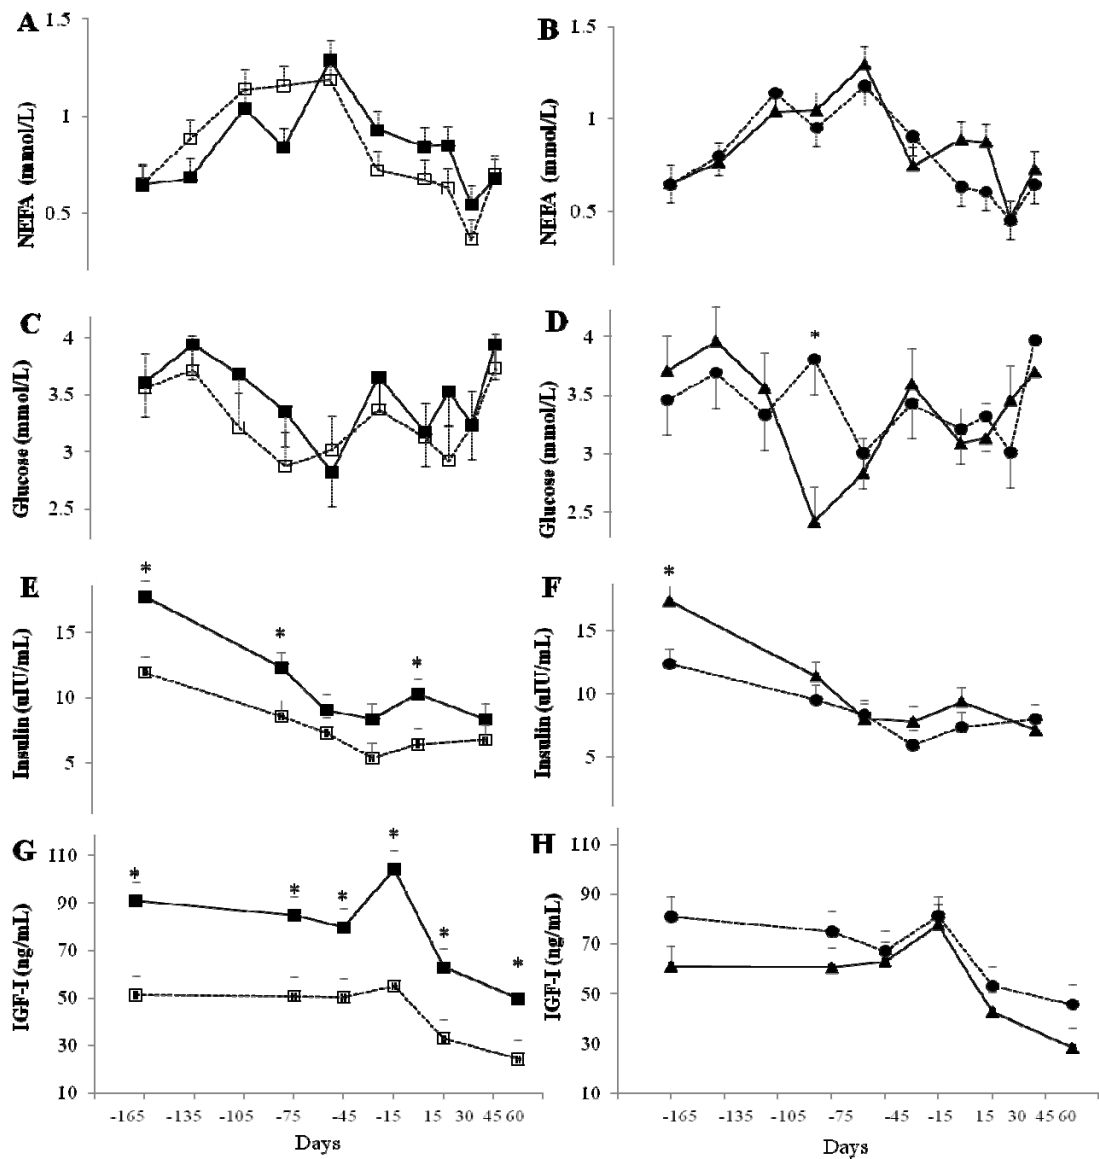 A
1.5
1
0.5
NEFA (mmol/L)
B
1.5
1
0.5
NEFA (mmol/L)
C
4
3.5
3
2.5
Glucose (mmol/L)
D
4
3.5
3
2.5
Glucose (mmol/L)
*
E
15
10
5
Insulin (uIU/mL)
* * *
F
15
10
5
Insulin (uIU/mL)
*
G
110
90
70
50
30
10
IGF-I (ng/mL)
* * * * * *
-165 -135 -105 -75 -45 -15 15 30 45 60
Days
H
110
90
70
50
30
10
IGF-I (ng/mL)
-165 -135 -105 -75 -45 -15 15 30 45 60
Days